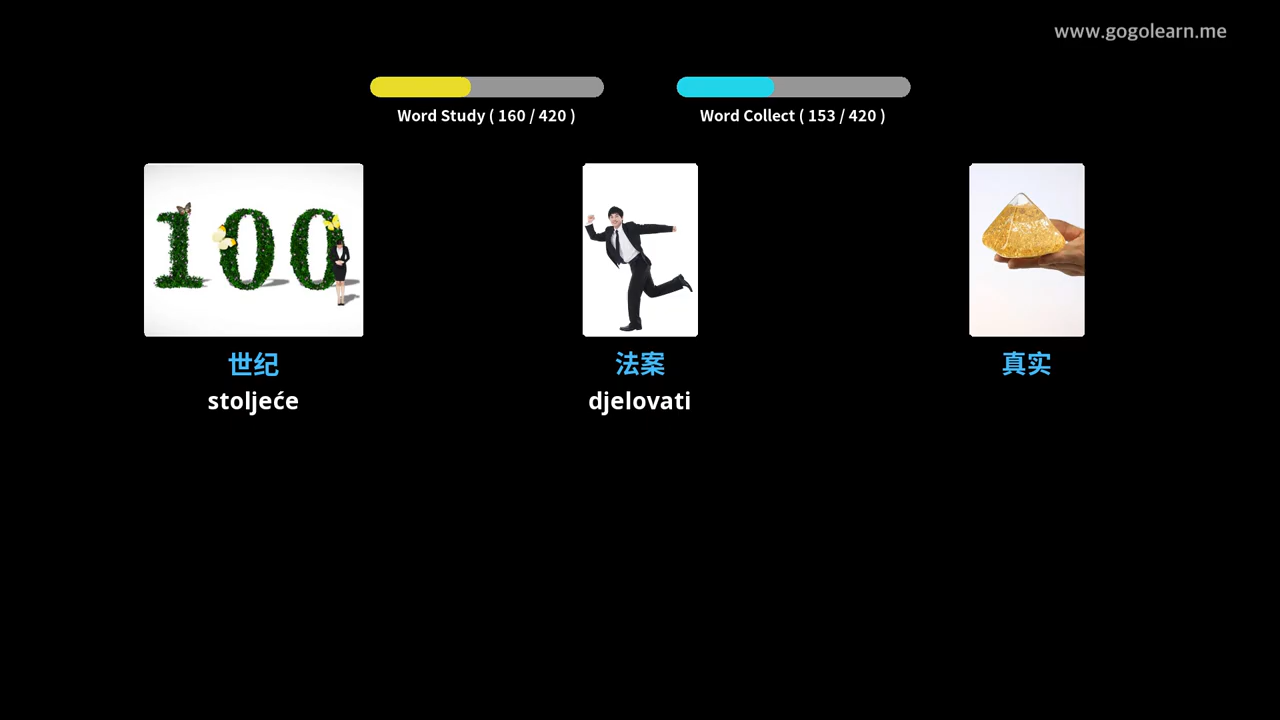 www.gogolearn.me
Word Study ( 160 / 420 )
Word Collect ( 153 / 420 )
100
世纪
法案
真实
stoljeće
djelovati